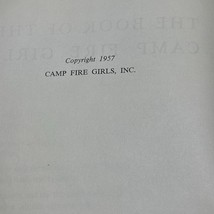 Copyright 1957
CAMP FIRE GIRLS, INC.